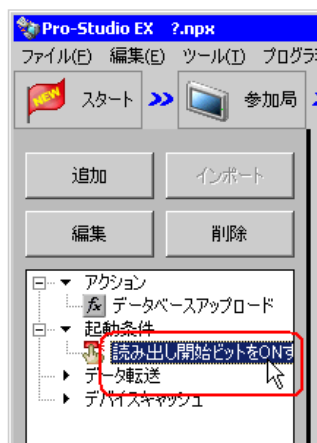 Pro-Studio EX ?.npx
ファイル(F) 編集(E) ツール(T) プログラ
NEW スタート 参加局
追加 インポート
編集 削除
アクション
fx データベースアップロード
起動条件
読み出し開始ビットをONす
データ転送
デバイスキャッシュ